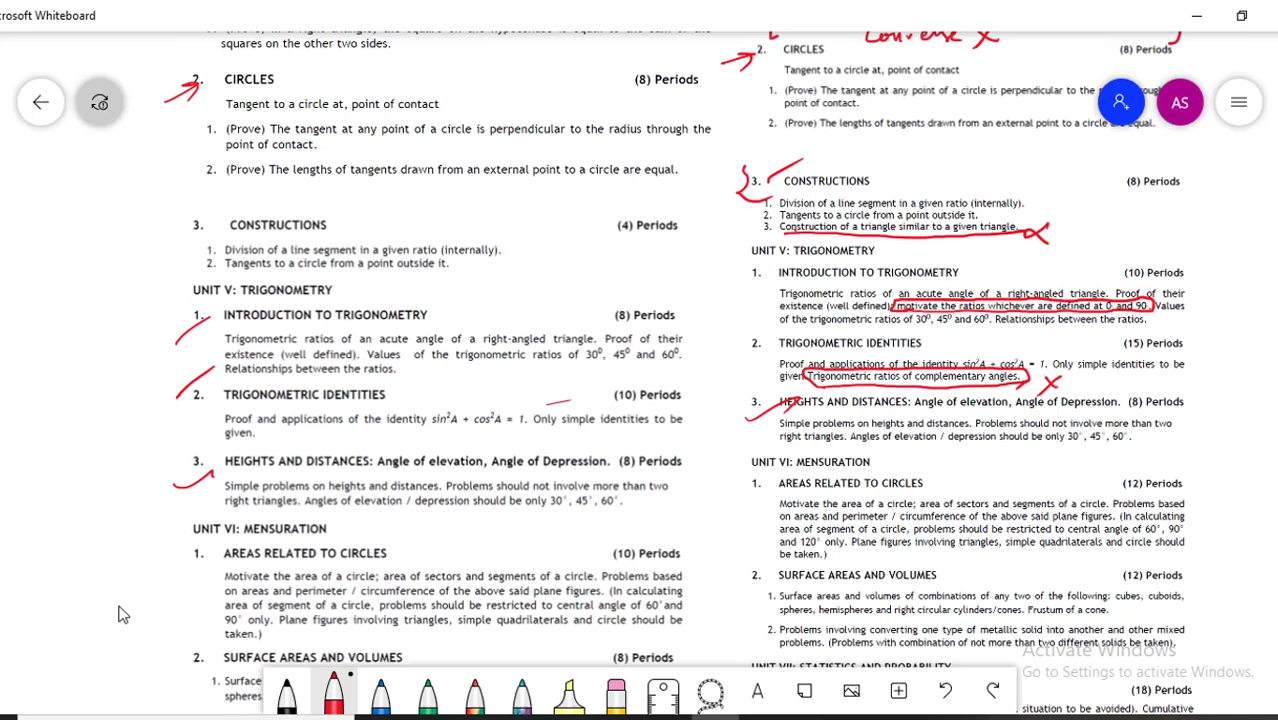 icrosoft Whiteboard
squares on the other two sides.
2. CIRCLES (8) Periods
Tangent to a circle at, point of contact
1. (Prove) The tangent at any point of a circle is perpendicular to the radius through the
point of contact.
2. (Prove) The lengths of tangents drawn from an external point to a circle are equal.
3. CONSTRUCTIONS (4) Periods
1. Division of a line segment in a given ratio (internally).
2. Tangents to a circle from a point outside it.
UNIT V: TRIGONOMETRY
1. INTRODUCTION TO TRIGONOMETRY (8) Periods
Trigonometric ratios of an acute angle of a right-angled triangle. Proof of their
existence (well defined). Values of the trigonometric ratios of 30⁰, 45⁰ and 60⁰.
Relationships between the ratios.
2. TRIGONOMETRIC IDENTITIES (10) Periods
Proof and applications of the identity sin²A + cos²A = 1. Only simple identities to be
given.
3. HEIGHTS AND DISTANCES: Angle of elevation, Angle of Depression. (8) Periods
Simple problems on heights and distances. Problems should not involve more than two
right triangles. Angles of elevation / depression should be only 30°, 45°, 60°.
UNIT VI: MENSURATION
1. AREAS RELATED TO CIRCLES (10) Periods
Motivate the area of a circle; area of sectors and segments of a circle. Problems based
on areas and perimeter / circumference of the above said plane figures. (In calculating
area of segment of a circle, problems should be restricted to central angle of 60°and
90° only. Plane figures involving triangles, simple quadrilaterals and circle should be
taken.)
2. SURFACE AREAS AND VOLUMES (8) Periods
1. Surfac
spheres,
Converse X
2. CIRCLES (8) Periods
Tangent to a circle at, point of contact
1. (Prove) The tangent at any point of a circle is perpendicular to the
point of contact.
2. (Prove) The lengths of tangents drawn from an external point to a circle are equal.
3. CONSTRUCTIONS (8) Periods
1. Division of a line segment in a given ratio (internally).
2. Tangents to a circle from a point outside it.
3. Construction of a triangle similar to a given triangle.
UNIT V: TRIGONOMETRY
1. INTRODUCTION TO TRIGONOMETRY (10) Periods
Trigonometric ratios of an acute angle of a right-angled triangle. Proof of their
existence (well defined); motivate the ratios whichever are defined at 0⁰ and 90⁰. Values
of the trigonometric ratios of 30⁰, 45⁰ and 60⁰. Relationships between the ratios.
2. TRIGONOMETRIC IDENTITIES (15) Periods
Proof and applications of the identity sin²A + cos²A = 1. Only simple identities to be
given. Trigonometric ratios of complementary angles. X
3. HEIGHTS AND DISTANCES: Angle of elevation, Angle of Depression. (8) Periods
Simple problems on heights and distances. Problems should not involve more than two
right triangles. Angles of elevation / depression should be only 30°, 45°, 60°.
UNIT VI: MENSURATION
1. AREAS RELATED TO CIRCLES (12) Periods
Motivate the area of a circle; area of sectors and segments of a circle. Problems based
on areas and perimeter / circumference of the above said plane figures. (In calculating
area of segment of a circle, problems should be restricted to central angle of 60°, 90°
and 120° only. Plane figures involving triangles, simple quadrilaterals and circle should
be taken.)
2. SURFACE AREAS AND VOLUMES (12) Periods
1. Surface areas and volumes of combinations of any two of the following: cubes, cuboids,
spheres, hemispheres and right circular cylinders/cones. Frustum of a cone.
2. Problems involving converting one type of metallic solid into another and other mixed
problems. (Problems with combination of not more than two different solids be taken).
UNIT VII: STATISTICS AND PROBABILITY
(18) Periods
situation to be avoided). Cumulative
AS
Activate Windows
Go to Settings to activate Windows.
A